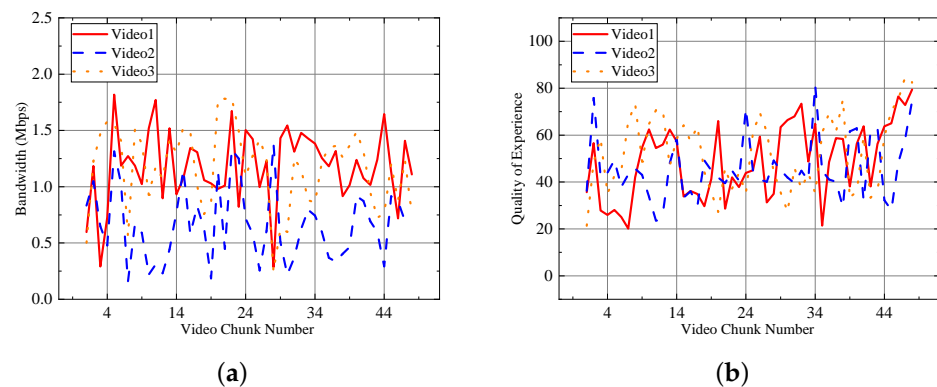 2.5
2.0
1.5
1.0
0.5
0.0
Bandwidth (Mbps)
Video1
Video2
Video3
4 14 24 34 44
Video Chunk Number
(a)
100
80
60
40
20
0
Quality of Experience
Video1
Video2
Video3
4 14 24 34 44
Video Chunk Number
(b)